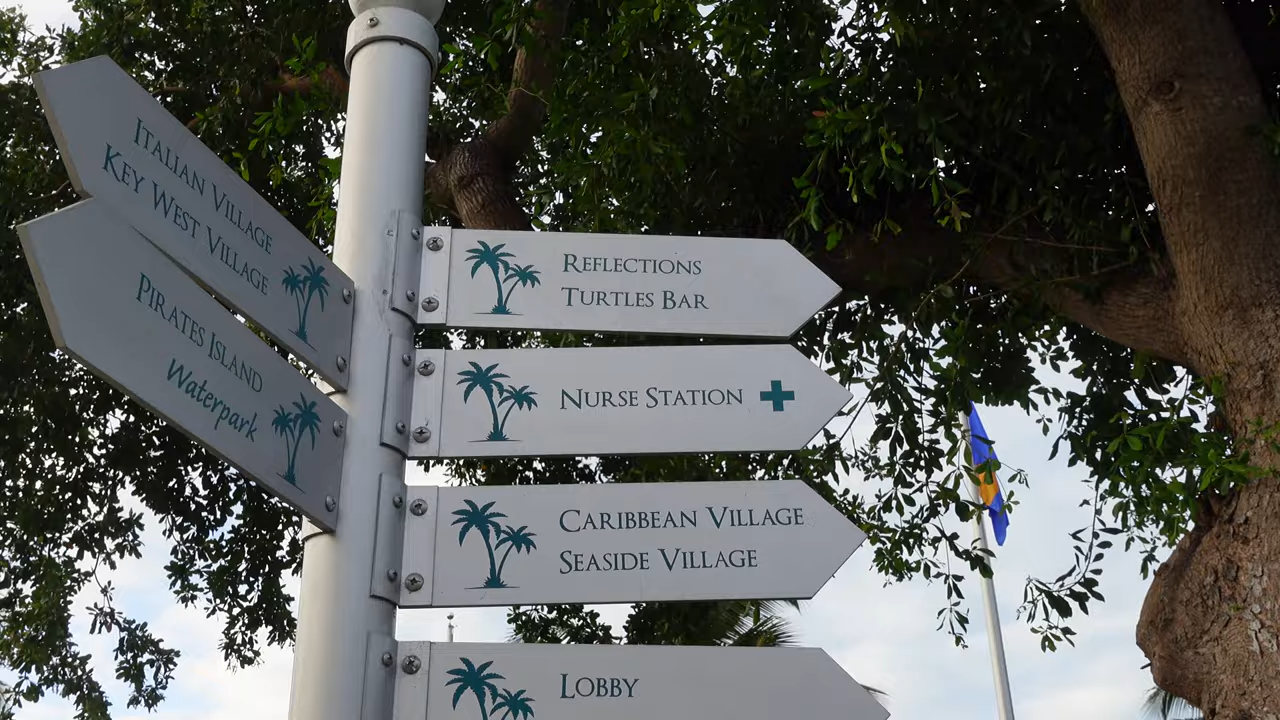 ITALIAN VILLAGE
KEY WEST VILLAGE
PIRATES ISLAND
Waterpark
REFLECTIONS
TURTLES BAR
NURSE STATION
CARIBBEAN VILLAGE
SEASIDE VILLAGE
LOBBY